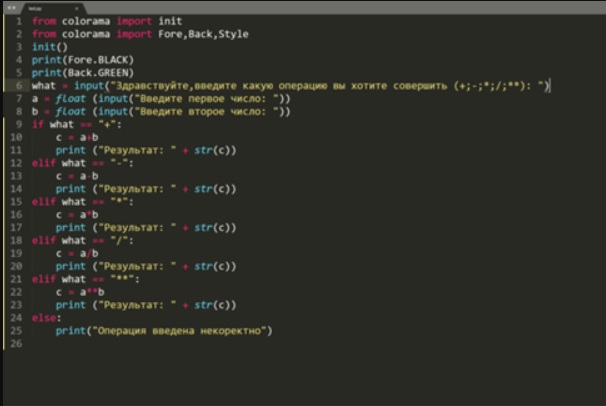 1 from colorama import init
2 from colorama import Fore,Back,Style
3 init()
4 print(Fore.BLACK)
5 print(Back.GREEN)
6 what = input("Здравствуйте,введите какую операцию вы хотите совершить (+;-;*;/;**): ")
7 a = float (input("Введите первое число: "))
8 b = float (input("Введите второе число: "))
9 if what == "+":
10     c = a+b
11     print ("Результат: " + str(c))
12 elif what == "-":
13     c = a-b
14     print ("Результат: " + str(c))
15 elif what == "*":
16     c = a*b
17     print ("Результат: " + str(c))
18 elif what == "/":
19     c = a/b
20     print ("Результат: " + str(c))
21 elif what == "**":
22     c = a**b
23     print ("Результат: " + str(c))
24 else:
25     print("Операция введена некоректно")
26